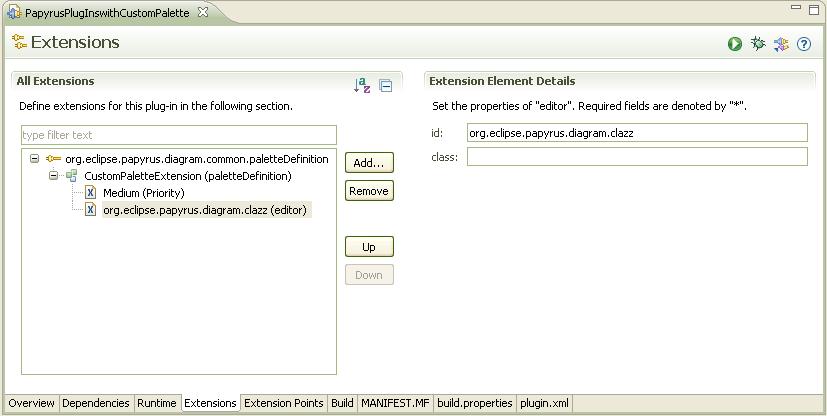 PapyrusPlugInswithCustomPalette
Extensions
All Extensions
Define extensions for this plug-in in the following section.
type filter text
org.eclipse.papyrus.diagram.common.paletteDefinition
CustomPaletteExtension (paletteDefinition)
Medium (Priority)
org.eclipse.papyrus.diagram.clazz (editor)
Add...
Remove
Up
Down
Extension Element Details
Set the properties of "editor". Required fields are denoted by "*".
id: org.eclipse.papyrus.diagram.clazz
class:
Overview Dependencies Runtime Extensions Extension Points Build MANIFEST.MF build.properties plugin.xml